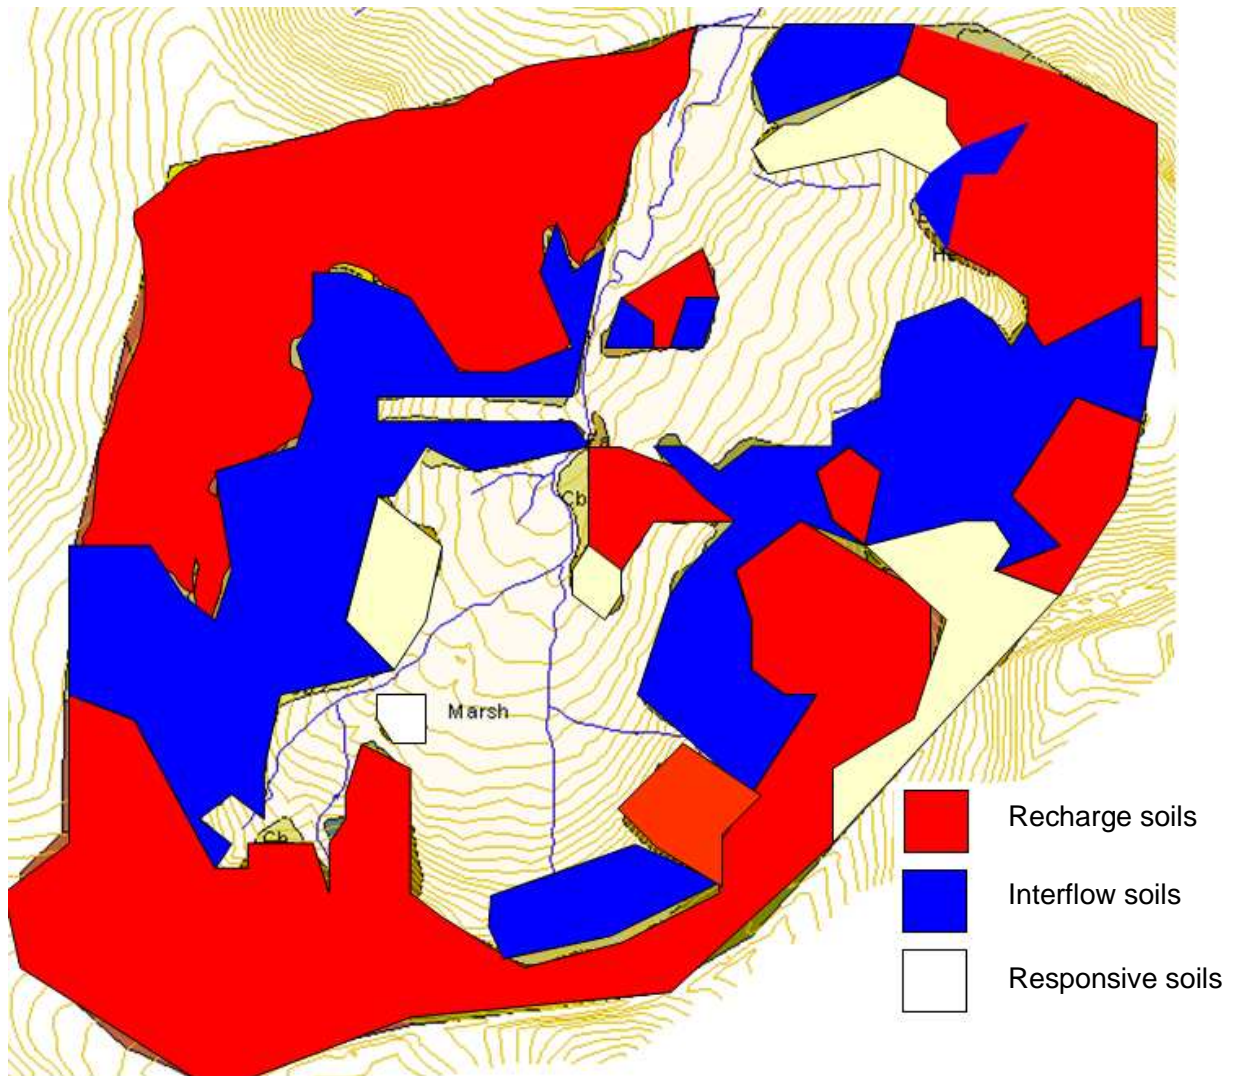 H
Cb
Marsh
Cb
Recharge soils
Interflow soils
Responsive soils